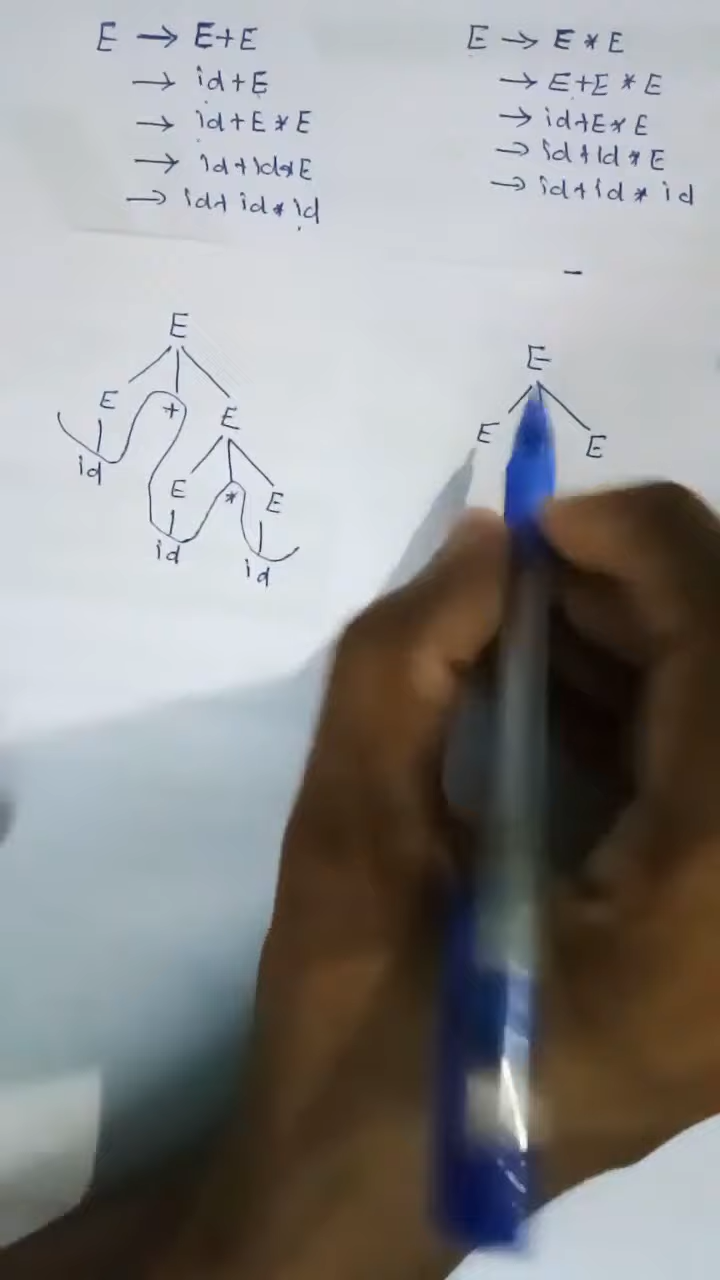 E → E+E
→ id+E
→ id+E*E
→ id+id*E
→ id+id*id
E → E*E
→ E+E*E
→ id+E*E
→ id+id*E
→ id+id*id
E
E + E
id E * E
id id
E
E E